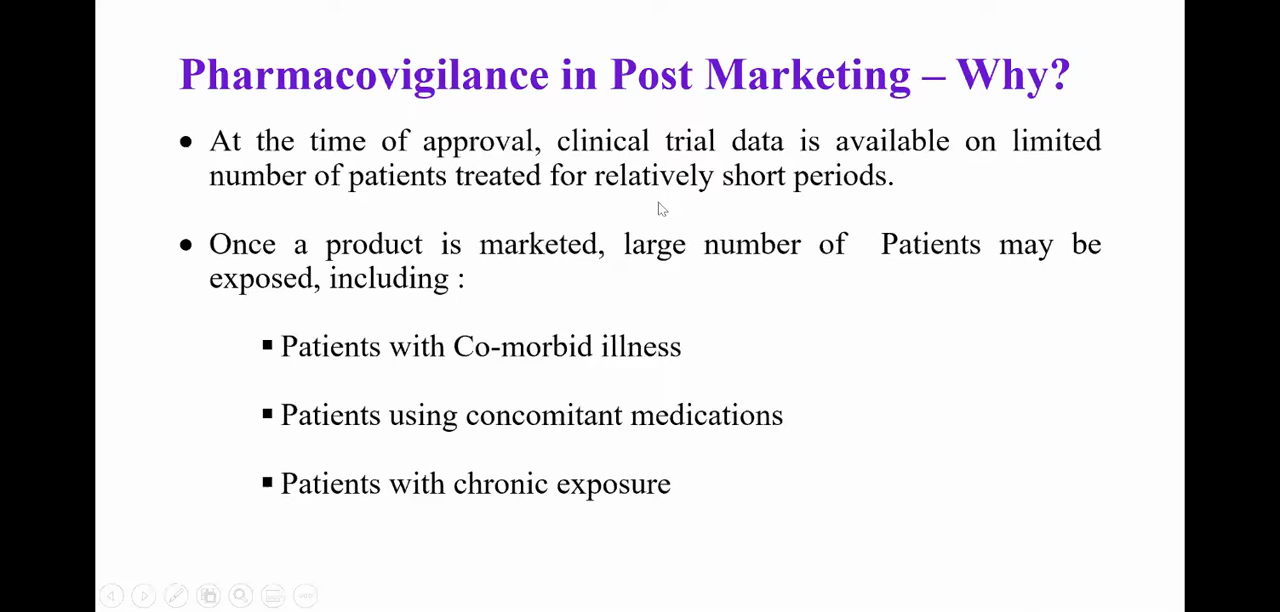 Pharmacovigilance in Post Marketing – Why?
• At the time of approval, clinical trial data is available on limited
number of patients treated for relatively short periods.
• Once a product is marketed, large number of Patients may be
exposed, including :
▪ Patients with Co-morbid illness
▪ Patients using concomitant medications
▪ Patients with chronic exposure